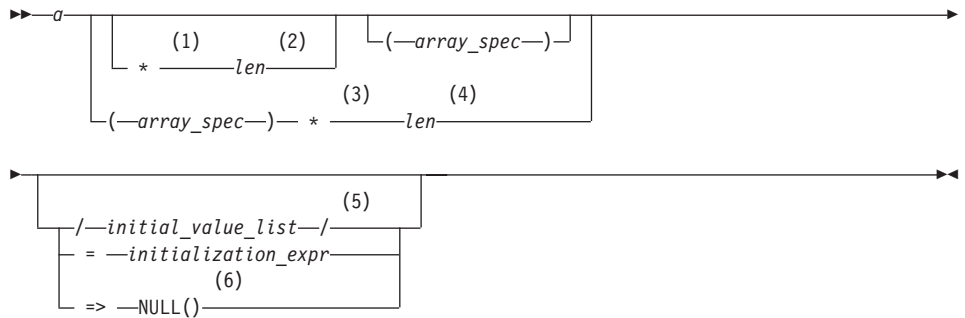 a
(1) (2) ( array_spec )
* len
(3) (4)
( array_spec ) * len
(5)
/ initial_value_list /
= initialization_expr
(6)
=> NULL()